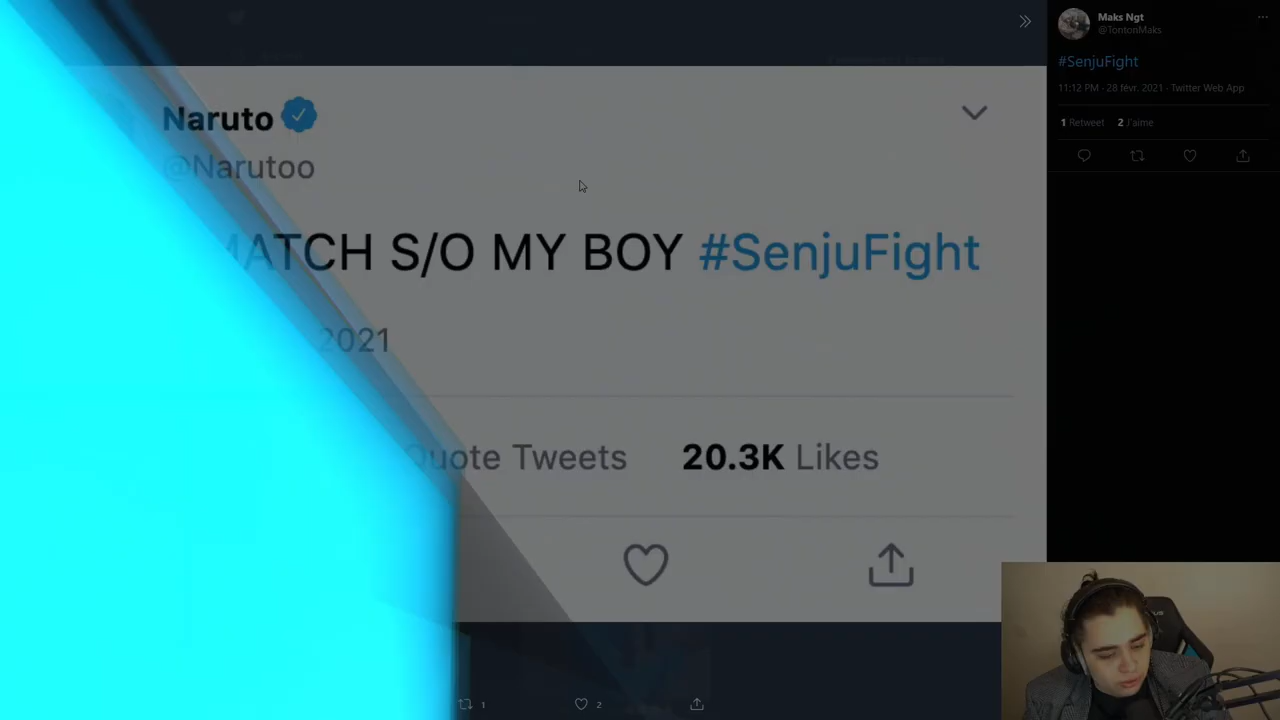 Naruto
@Narutoo
MATCH S/O MY BOY #SenjuFight
2021
Quote Tweets 20.3K Likes
1 2
Maks Ngt
@TontonMaks
#SenjuFight
11:12 PM · 28 févr. 2021 · Twitter Web App
1 Retweet 2 J'aime